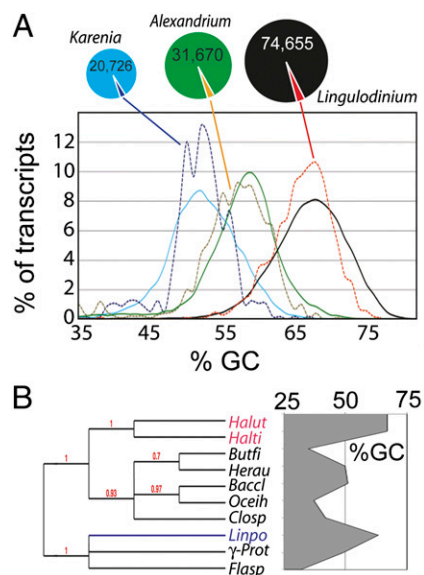 A
Karenia
Alexandrium
20,726
31,670
74,655
Lingulodinium
% of transcripts
12
10
8
6
4
2
0
35 45 55 65 75
% GC
B
25 50 75
%GC
1
Halut
Halti
0.7
Butfi
Herau
1
0.93
0.97
Baccl
Oceih
Closp
Linpo
1
γ-Prot
Flasp